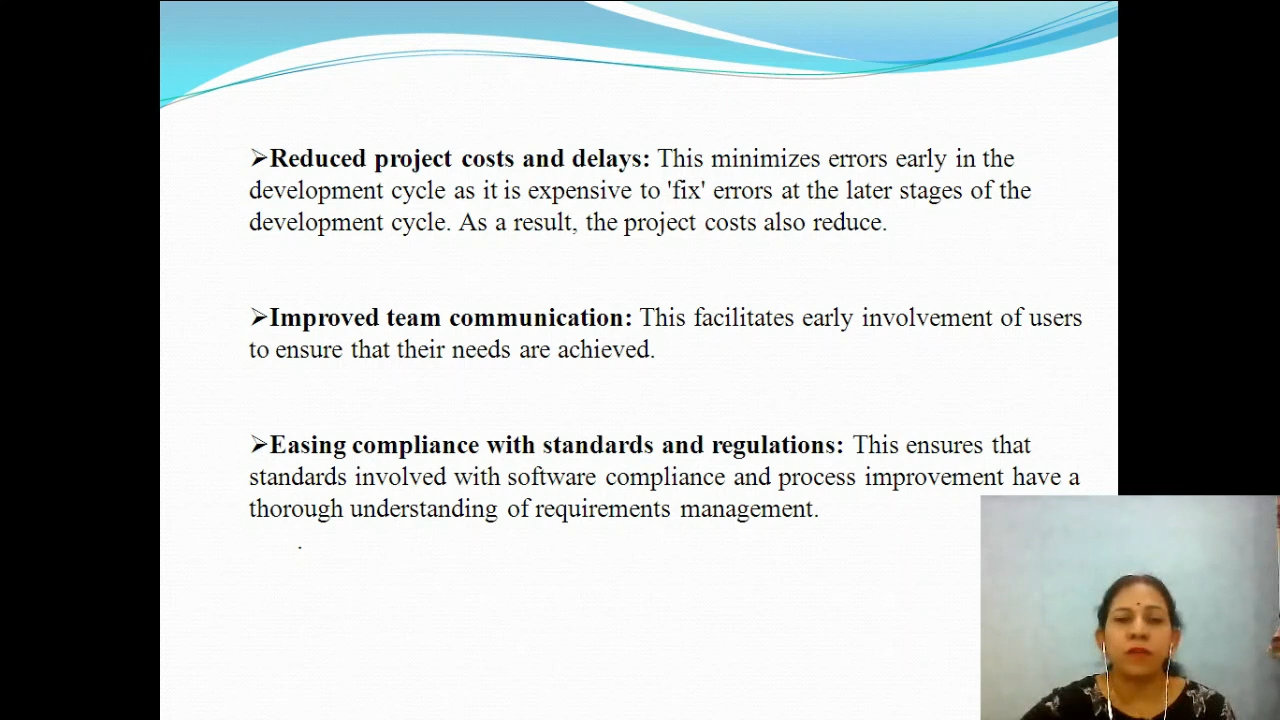 ➢Reduced project costs and delays: This minimizes errors early in the
development cycle as it is expensive to 'fix' errors at the later stages of the
development cycle. As a result, the project costs also reduce.
➢Improved team communication: This facilitates early involvement of users
to ensure that their needs are achieved.
➢Easing compliance with standards and regulations: This ensures that
standards involved with software compliance and process improvement have a
thorough understanding of requirements management.
.